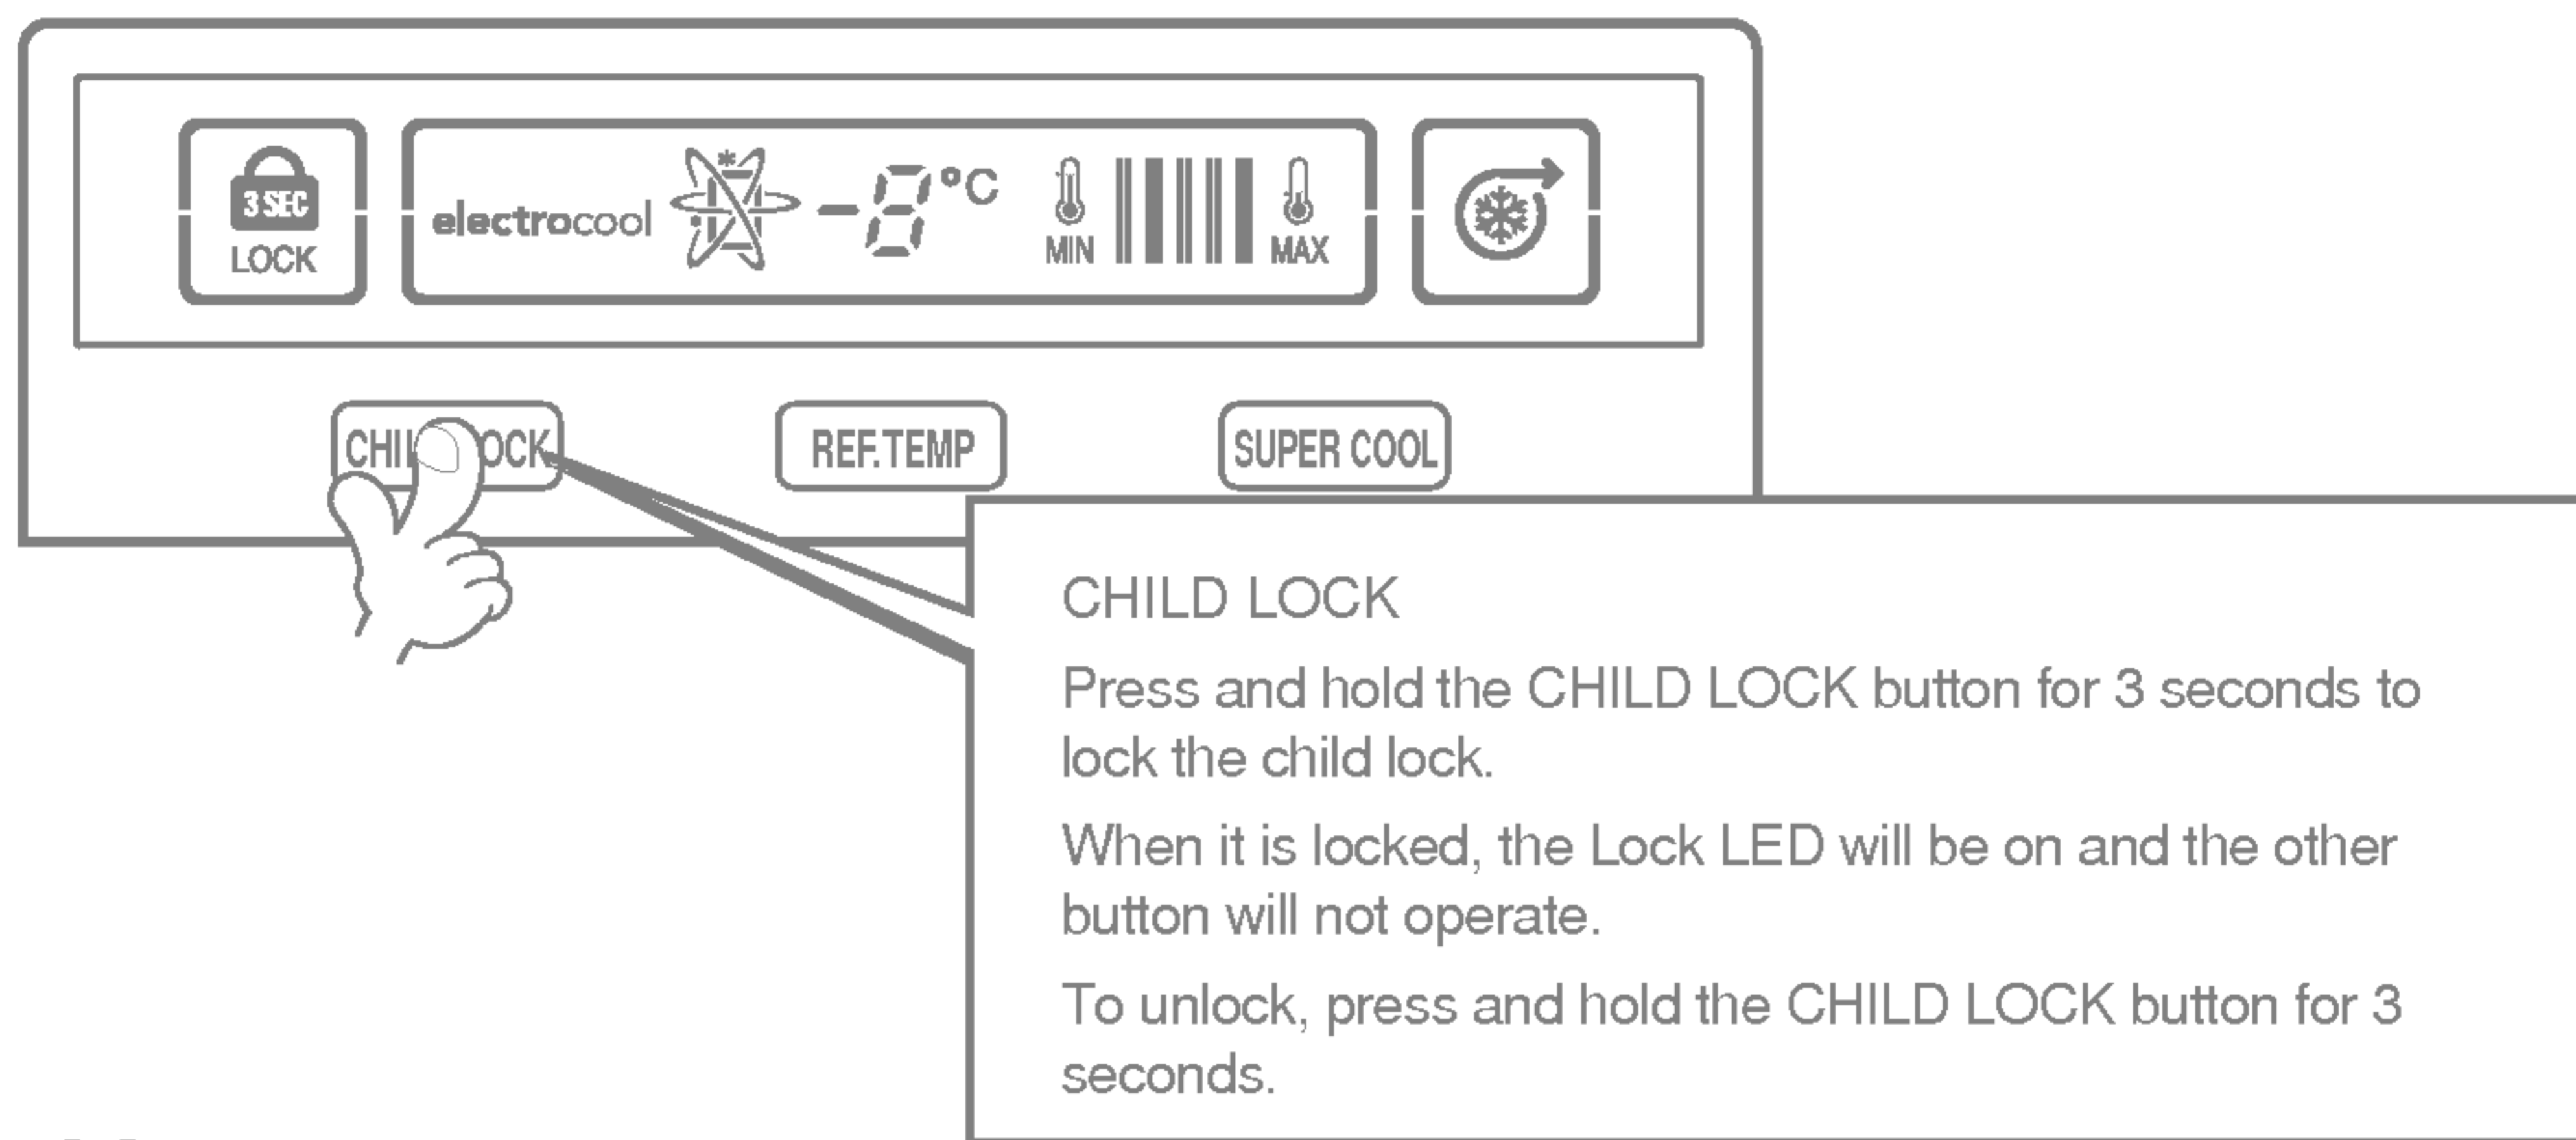 3 SEC
LOCK
electrocool
-8°C
MIN
MAX
CHI OCK
REF.TEMP
SUPER COOL
CHILD LOCK
Press and hold the CHILD LOCK button for 3 seconds to
lock the child lock.
When it is locked, the Lock LED will be on and the other
button will not operate.
To unlock, press and hold the CHILD LOCK button for 3
seconds.